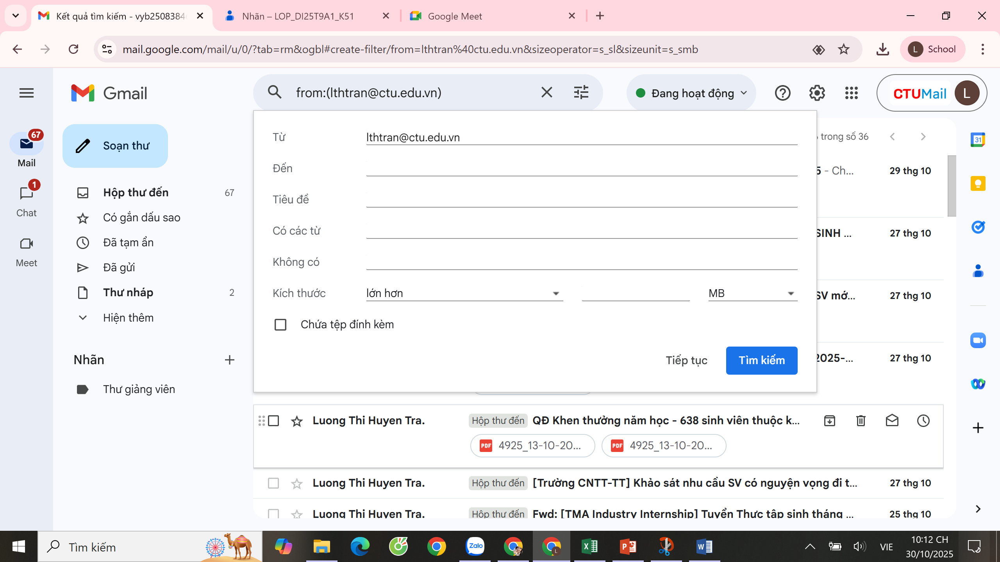 Kết quả tìm kiếm - vyb2508384
Nhãn – LOP_DI25T9A1_K51
Google Meet
mail.google.com/mail/u/0/?tab=rm&ogbl#create-filter/from=lthtran%40ctu.edu.vn&sizeoperator=s_sl&sizeunit=s_smb
L School
Gmail
from:(lthtran@ctu.edu.vn)
Đang hoạt động
CTUMail
L
67
Mail
1
Chat
Meet
Soạn thư
Hộp thư đến 67
Có gắn dấu sao
Đã tạm ẩn
Đã gửi
Thư nháp 2
Hiện thêm
Nhãn
Thư giảng viên
Từ lthtran@ctu.edu.vn
Đến
Tiêu đề
Có các từ
Không có
Kích thước lớn hơn MB
Chứa tệp đính kèm
Tiếp tục Tìm kiếm
trong số 36
5 - Ch... 29 thg 10
SINH ... 27 thg 10
SV mớ... 27 thg 10
2025-... 27 thg 10
31
Luong Thi Huyen Tra. Hộp thư đến QĐ Khen thưởng năm học - 638 sinh viên thuộc k...
PDF 4925_13-10-20... PDF 4925_13-10-20...
Luong Thi Huyen Tra. Hộp thư đến [Trường CNTT-TT] Khảo sát nhu cầu SV có nguyện vọng đi t... 27 thg 10
Luong Thi Huyen Tra. Hộp thư đến Fwd: [TMA Industry Internship] Tuyển Thực tập sinh tháng ... 25 thg 10
Tìm kiếm
Zalo
L
VIE
10:12 CH
30/10/2025